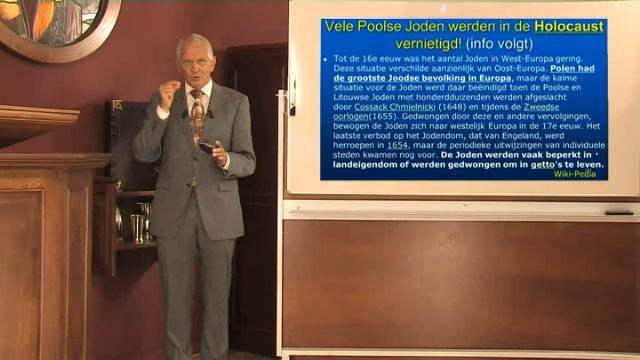 Vele Poolse Joden werden in de Holocaust
vernietigd! (info volgt)
• Tot de 16e eeuw was het aantal Joden in West-Europa gering.
Deze situatie verschilde aanzienlijk van Oost-Europa. Polen had
de grootste Joodse bevolking in Europa, maar de kalme
situatie voor de Joden werd daar beëindigd toen de Poolse en
Litouwse Joden met honderdduizenden werden afgeslacht
door Cossack Chmielnicki (1648) en tijdens de Zweedse
oorlogen(1655). Gedwongen door deze en andere vervolgingen,
bewogen de Joden zich naar westelijk Europa in de 17e eeuw. Het
laatste verbod op het Jodendom, dat van Engeland, werd
herroepen in 1654, maar de periodieke uitwijzingen van individuele
steden kwamen nog voor. De Joden werden vaak beperkt in
landeigendom of werden gedwongen om in getto's te leven.
Wiki-Pedia